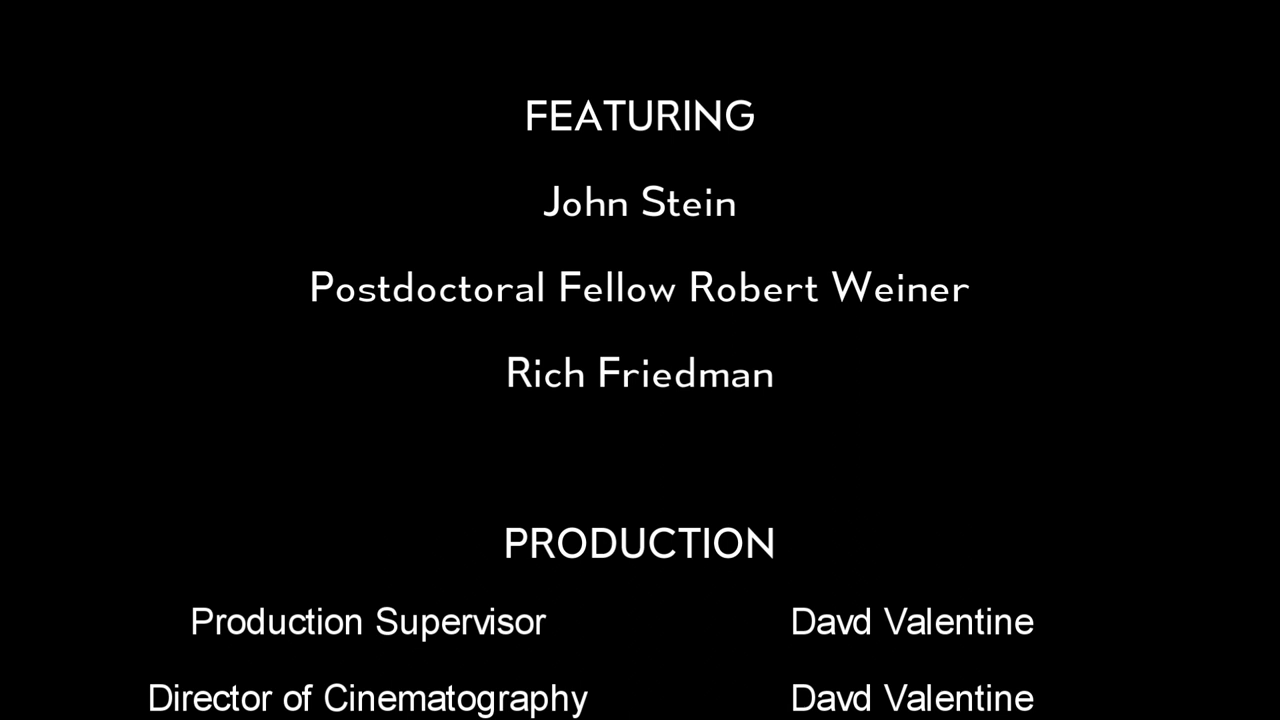 FEATURING
John Stein
Postdoctoral Fellow Robert Weiner
Rich Friedman
PRODUCTION
Production Supervisor Davd Valentine
Director of Cinematography Davd Valentine